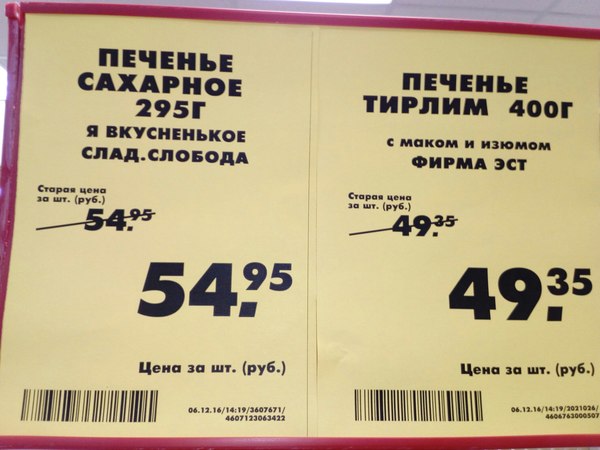 ПЕЧЕНЬЕ
САХАРНОЕ
295Г
Я ВКУСНЕНЬКОЕ
СЛАД.СЛОБОДА
Старая цена
за шт. (руб.)
54.95
54.95
Цена за шт. (руб.)
06.12.16/14:19/3607671/
4607123063422
ПЕЧЕНЬЕ
ТИРЛИМ 400Г
с маком и изюмом
ФИРМА ЭСТ
Старая цена
за шт. (руб.)
49.35
49.35
Цена за шт. (руб.)
06.12.16/14:19/2021026/
4606763000507